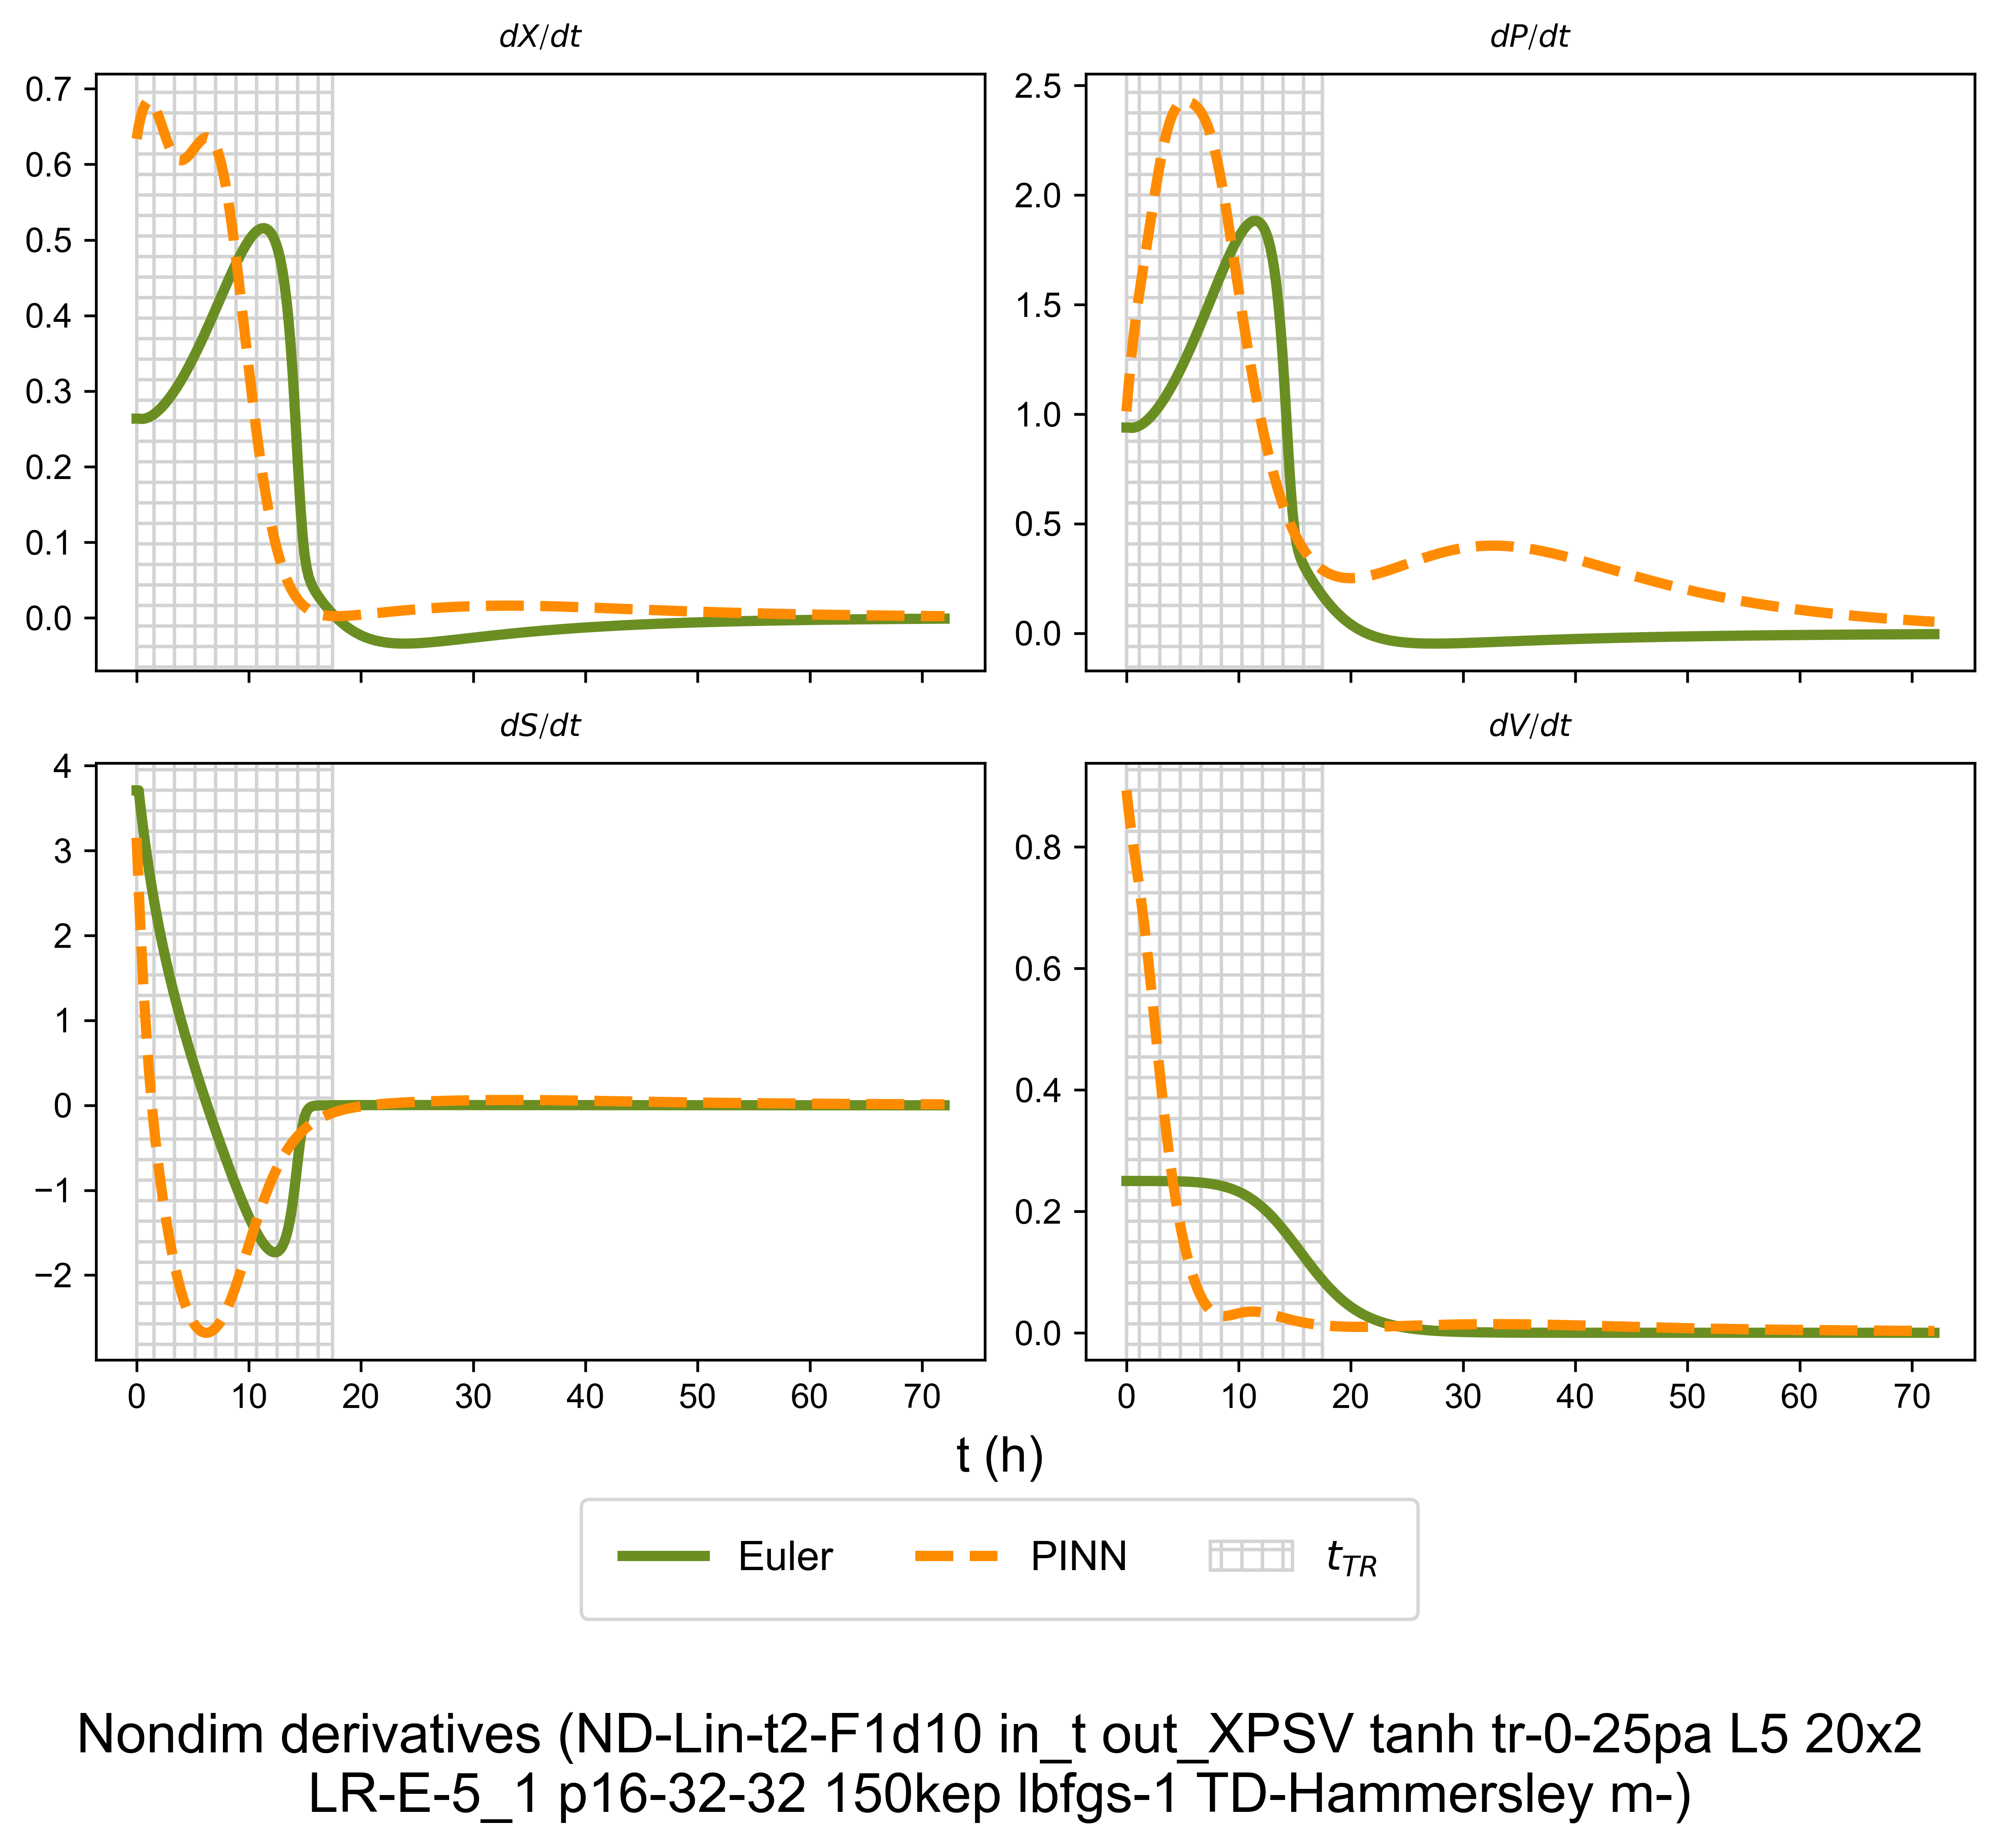 dX/dt
dP/dt
0.7
0.6
0.5
0.4
0.3
0.2
0.1
0.0
2.5
2.0
1.5
1.0
0.5
0.0
dS/dt
dV/dt
4
3
2
1
0
−1
−2
0.8
0.6
0.4
0.2
0.0
0 10 20 30 40 50 60 70
0 10 20 30 40 50 60 70
t (h)
Euler PINN t_TR
Nondim derivatives (ND-Lin-t2-F1d10 in_t out_XPSV tanh tr-0-25pa L5 20x2
LR-E-5_1 p16-32-32 150kep lbfgs-1 TD-Hammersley m-)